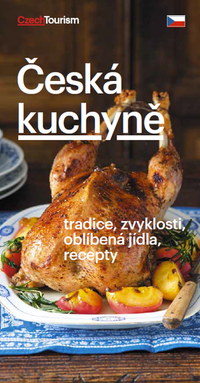 CzechTourism
Česká
kuchyně
tradice, zvyklosti,
oblíbená jídla,
recepty